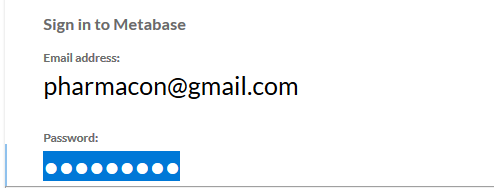 Sign in to Metabase
Email address:
pharmacon@gmail.com
Password:
●●●●●●●●●